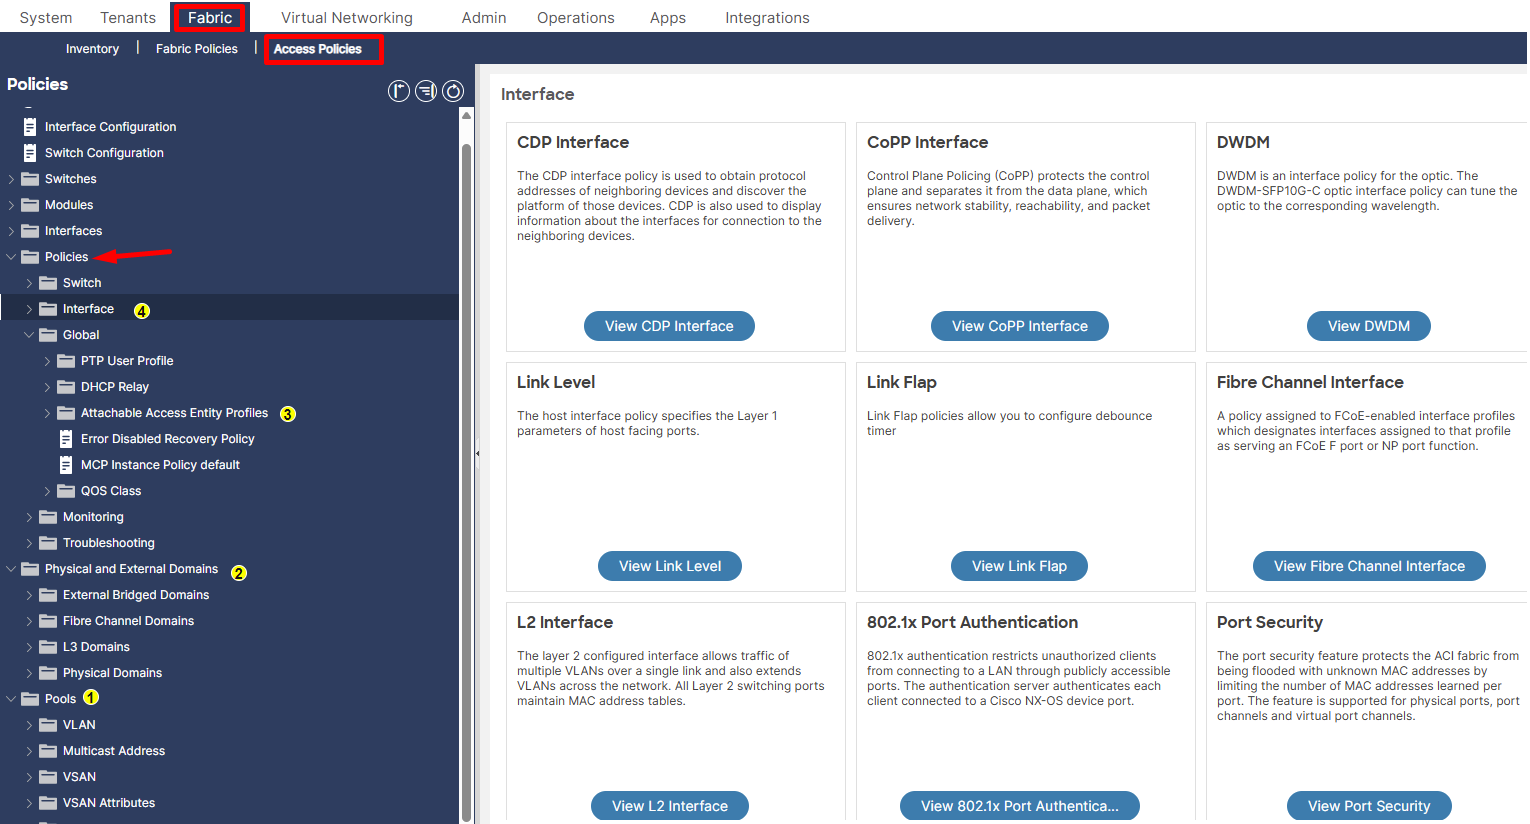 System Tenants Fabric Virtual Networking Admin Operations Apps Integrations
Inventory | Fabric Policies | Access Policies
Policies
Interface Configuration
Switch Configuration
Switches
Modules
Interfaces
Policies
Switch
Interface 4
Global
PTP User Profile
DHCP Relay
Attachable Access Entity Profiles 3
Error Disabled Recovery Policy
MCP Instance Policy default
QOS Class
Monitoring
Troubleshooting
Physical and External Domains 2
External Bridged Domains
Fibre Channel Domains
L3 Domains
Physical Domains
Pools 1
VLAN
Multicast Address
VSAN
VSAN Attributes
Interface
CDP Interface
The CDP interface policy is used to obtain protocol
addresses of neighboring devices and discover the
platform of those devices. CDP is also used to display
information about the interfaces for connection to the
neighboring devices.
View CDP Interface
CoPP Interface
Control Plane Policing (CoPP) protects the control
plane and separates it from the data plane, which
ensures network stability, reachability, and packet
delivery.
View CoPP Interface
DWDM
DWDM is an interface policy for the optic. The
DWDM-SFP10G-C optic interface policy can tune the
optic to the corresponding wavelength.
View DWDM
Link Level
The host interface policy specifies the Layer 1
parameters of host facing ports.
View Link Level
Link Flap
Link Flap policies allow you to configure debounce
timer
View Link Flap
Fibre Channel Interface
A policy assigned to FCoE-enabled interface profiles
which designates interfaces assigned to that profile
as serving an FCoE F port or NP port function.
View Fibre Channel Interface
L2 Interface
The layer 2 configured interface allows traffic of
multiple VLANs over a single link and also extends
VLANs across the network. All Layer 2 switching ports
maintain MAC address tables.
View L2 Interface
802.1x Port Authentication
802.1x authentication restricts unauthorized clients
from connecting to a LAN through publicly accessible
ports. The authentication server authenticates each
client connected to a Cisco NX-OS device port.
View 802.1x Port Authentica...
Port Security
The port security feature protects the ACI fabric from
being flooded with unknown MAC addresses by
limiting the number of MAC addresses learned per
port. The feature is supported for physical ports, port
channels and virtual port channels.
View Port Security